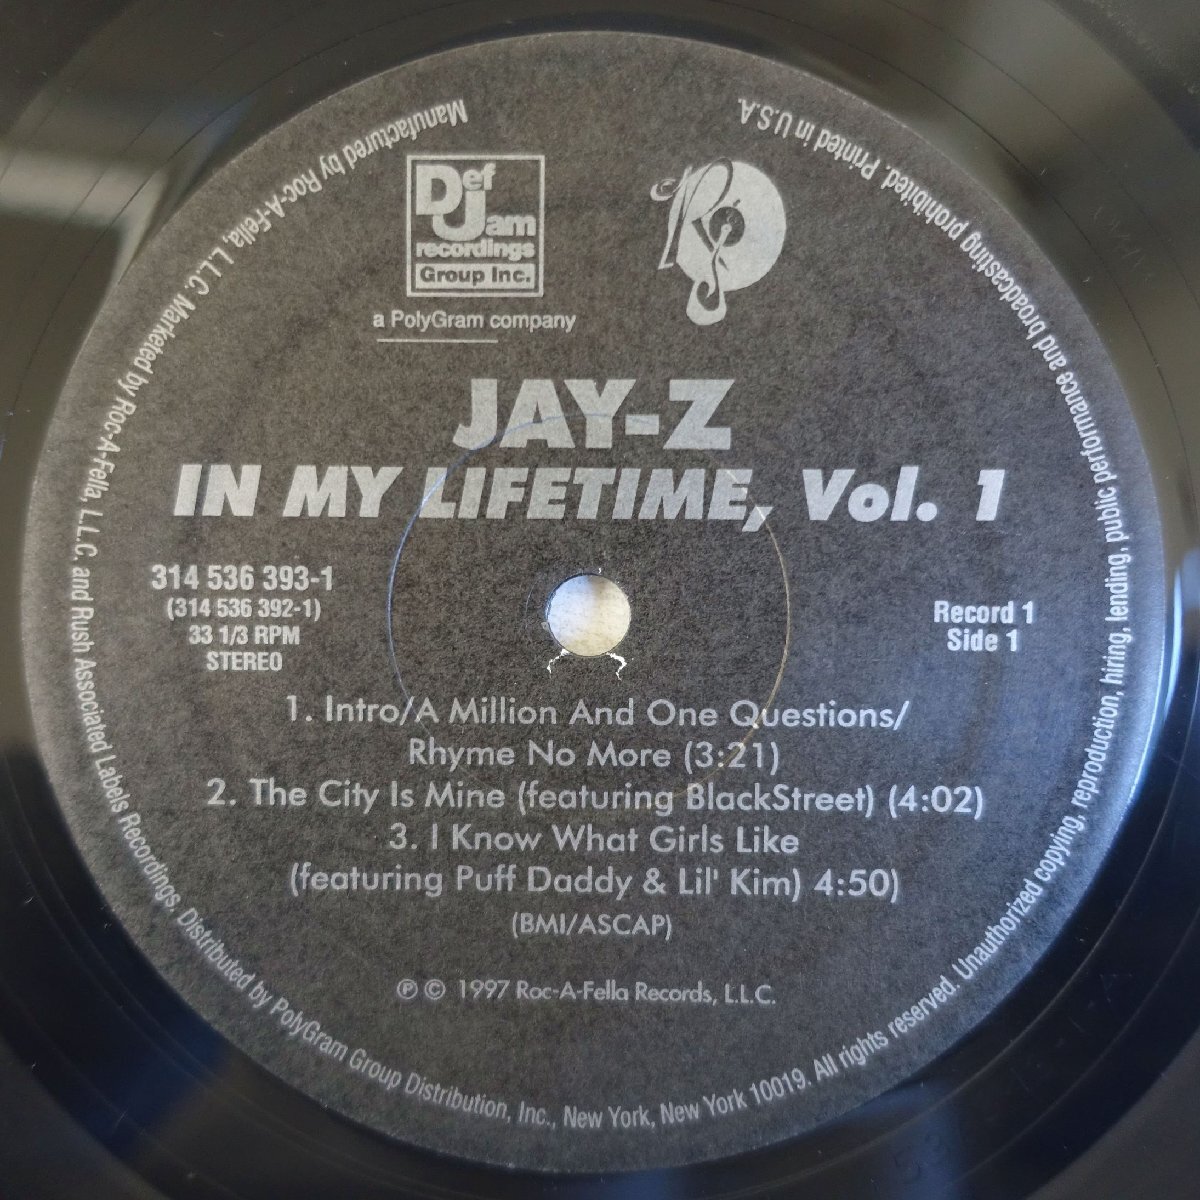 Def
Jam
recordings
Group Inc.
a PolyGram company
JAY-Z
IN MY LIFETIME, Vol. 1
314 536 393-1
(314 536 392-1)
33 1/3 RPM
STEREO
Record 1
Side 1
1. Intro/A Million And One Questions/
Rhyme No More (3:21)
2. The City Is Mine (featuring BlackStreet) (4:02)
3. I Know What Girls Like
(featuring Puff Daddy & Lil' Kim) 4:50)
(BMI/ASCAP)
℗ © 1997 Roc-A-Fella Records, L.L.C.
Manufactured by Roc-A-Fella, L.L.C. Marketed by Roc-A-Fella, L.L.C. and Rush Associated Labels Recordings. Distributed by PolyGram Group Distribution, Inc., New York, New York 10019. All rights reserved. Unauthorized copying, reproduction, hiring, lending, public performance and broadcasting prohibited. Printed in U.S.A.